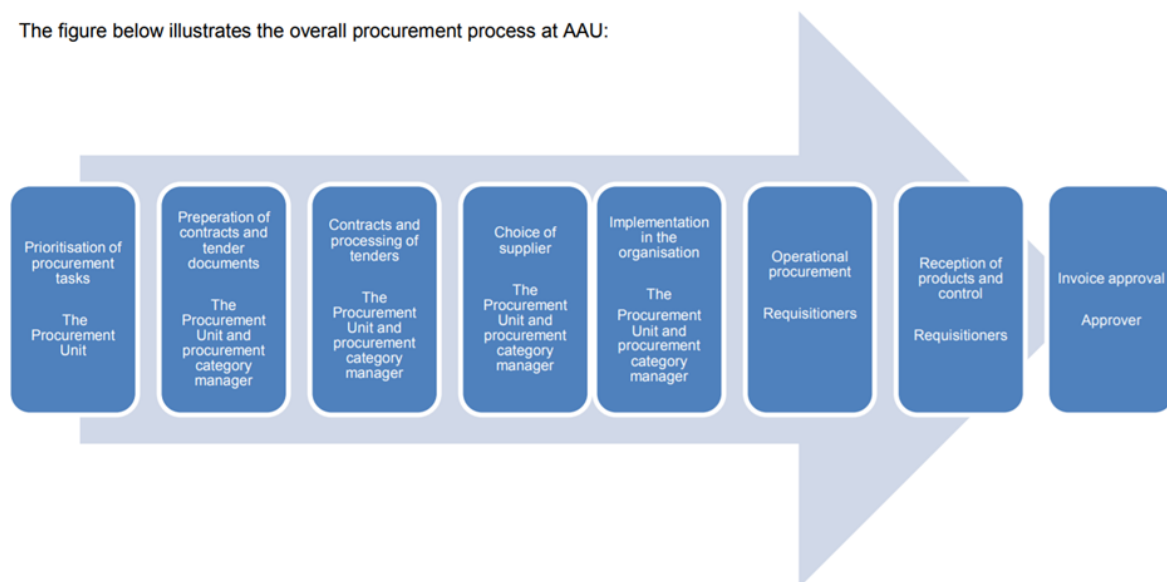 The figure below illustrates the overall procurement process at AAU:
Prioritisation of
procurement
tasks
The
Procurement
Unit
Preperation of
contracts and
tender
documents
The
Procurement
Unit and
procurement
category
manager
Contracts and
processing of
tenders
The
Procurement
Unit and
procurement
category
manager
Choice of
supplier
The
Procurement
Unit and
procurement
category
manager
Implementation
in the
organisation
The
Procurement
Unit and
procurement
category
manager
Operational
procurement
Requisitioners
Reception of
products and
control
Requisitioners
Invoice approval
Approver